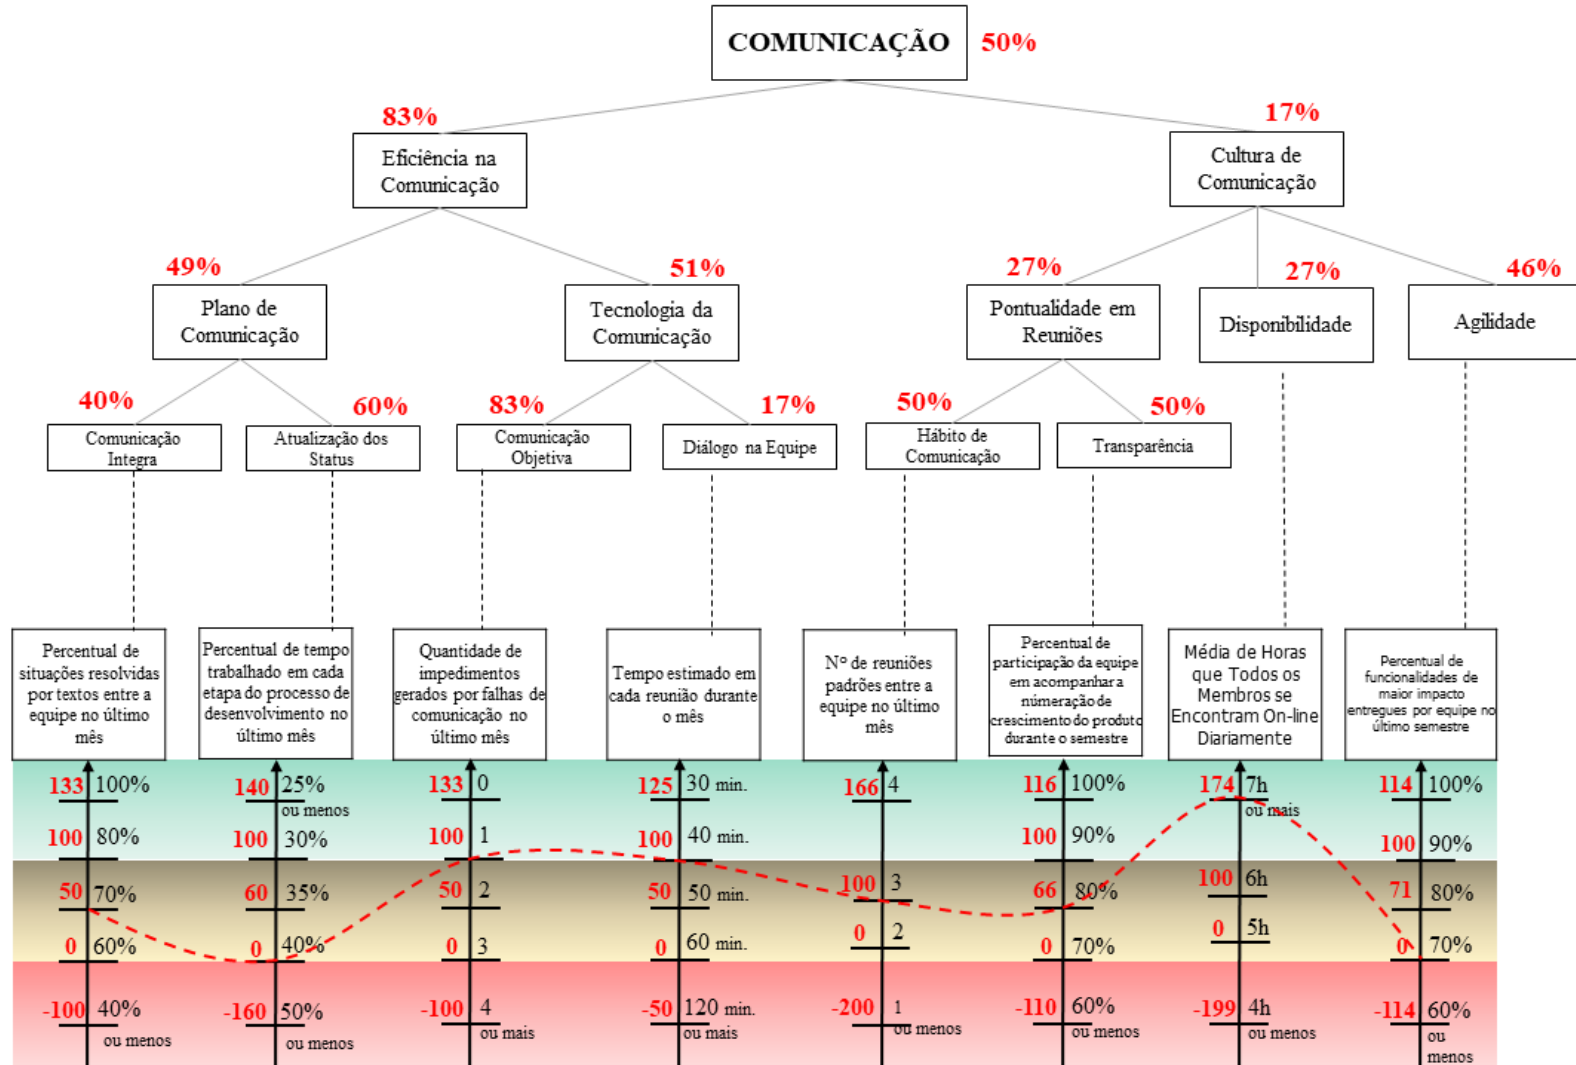 COMUNICAÇÃO 50%
83%
17%
Eficiência na
Comunicação
Cultura de
Comunicação
49%
51%
27%
27%
46%
Plano de
Comunicação
Tecnologia da
Comunicação
Pontualidade em
Reuniões
Disponibilidade
Agilidade
40%
60%
83%
17%
50%
50%
Comunicação
Integra
Atualização dos
Status
Comunicação
Objetiva
Diálogo na Equipe
Hábito de
Comunicação
Transparência
Percentual de
situações resolvidas
por textos entre a
equipe no último
mês
Percentual de tempo
trabalhado em cada
etapa do processo de
desenvolvimento no
último mês
Quantidade de
impedimentos
gerados por falhas de
comunicação no
último mês
Tempo estimado em
cada reunião durante
o mês
Nº de reuniões
padrões entre a
equipe no último
mês
Percentual de
participação da equipe
em acompanhar a
númeração de
crescimento do produto
durante o semestre
Média de Horas
que Todos os
Membros se
Encontram On-line
Diariamente
Percentual de
funcionalidades de
maior impacto
entregues por equipe no
último semestre
133 100%
100 80%
50 70%
0 60%
-100 40%
ou menos
140 25%
ou menos
100 30%
60 35%
0 40%
-160 50%
ou menos
133 0
100 1
50 2
0 3
-100 4
ou mais
125 30 min.
100 40 min.
50 50 min.
0 60 min.
-50 120 min.
ou mais
166 4
100 3
0 2
-200 1
ou menos
116 100%
100 90%
66 80%
0 70%
-110 60%
ou menos
174 7h
ou mais
100 6h
0 5h
-199 4h
ou menos
114 100%
100 90%
71 80%
0 70%
-114 60%
ou
menos